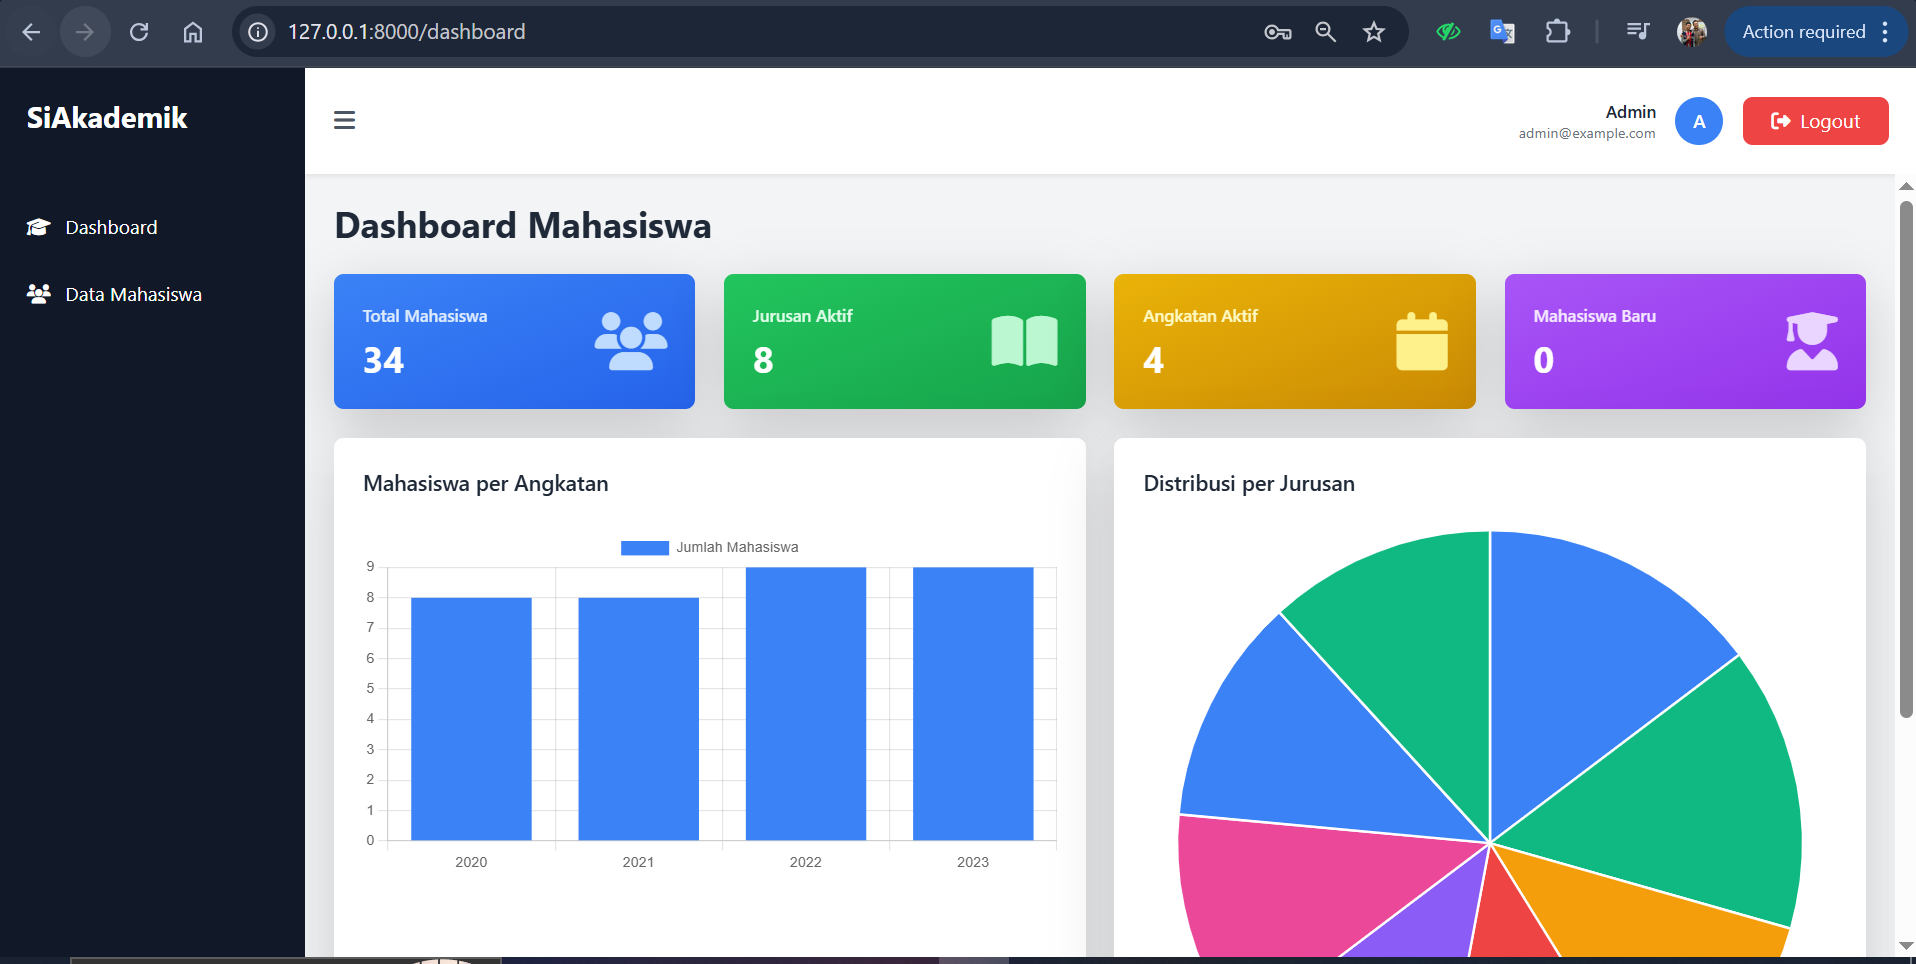 127.0.0.1:8000/dashboard
Action required
SiAkademik
Dashboard
Data Mahasiswa
Admin
admin@example.com
A
Logout
Dashboard Mahasiswa
Total Mahasiswa
34
Jurusan Aktif
8
Angkatan Aktif
4
Mahasiswa Baru
0
Mahasiswa per Angkatan
Jumlah Mahasiswa
9
8
7
6
5
4
3
2
1
0
2020
2021
2022
2023
Distribusi per Jurusan